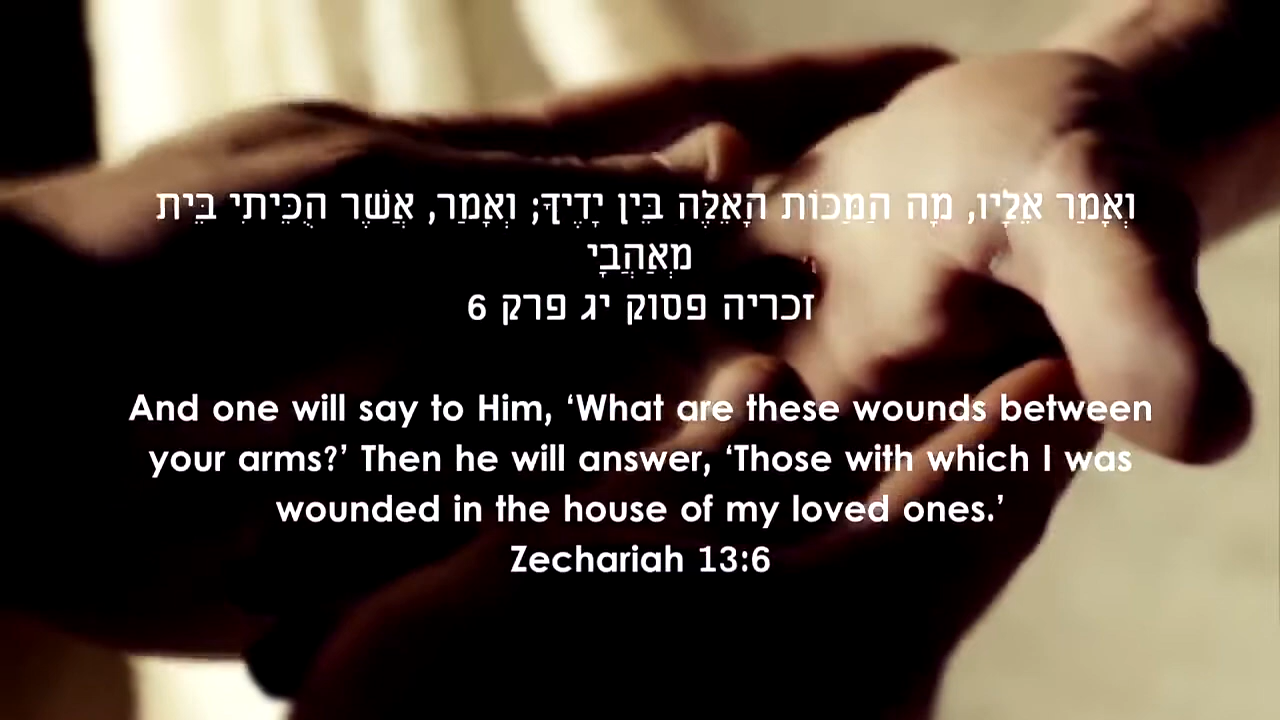 וְאָמַר אֵלָיו, מָה הַמַּכּוֹת הָאֵלֶּה בֵּין יָדֶיךָ; וְאָמַר, אֲשֶׁר הֻכֵּיתִי בֵּית
מְאַהֲבָי
זכריה פסוק יג פרק 6
And one will say to Him, ‘What are these wounds between
your arms?’ Then he will answer, ‘Those with which I was
wounded in the house of my loved ones.’
Zechariah 13:6